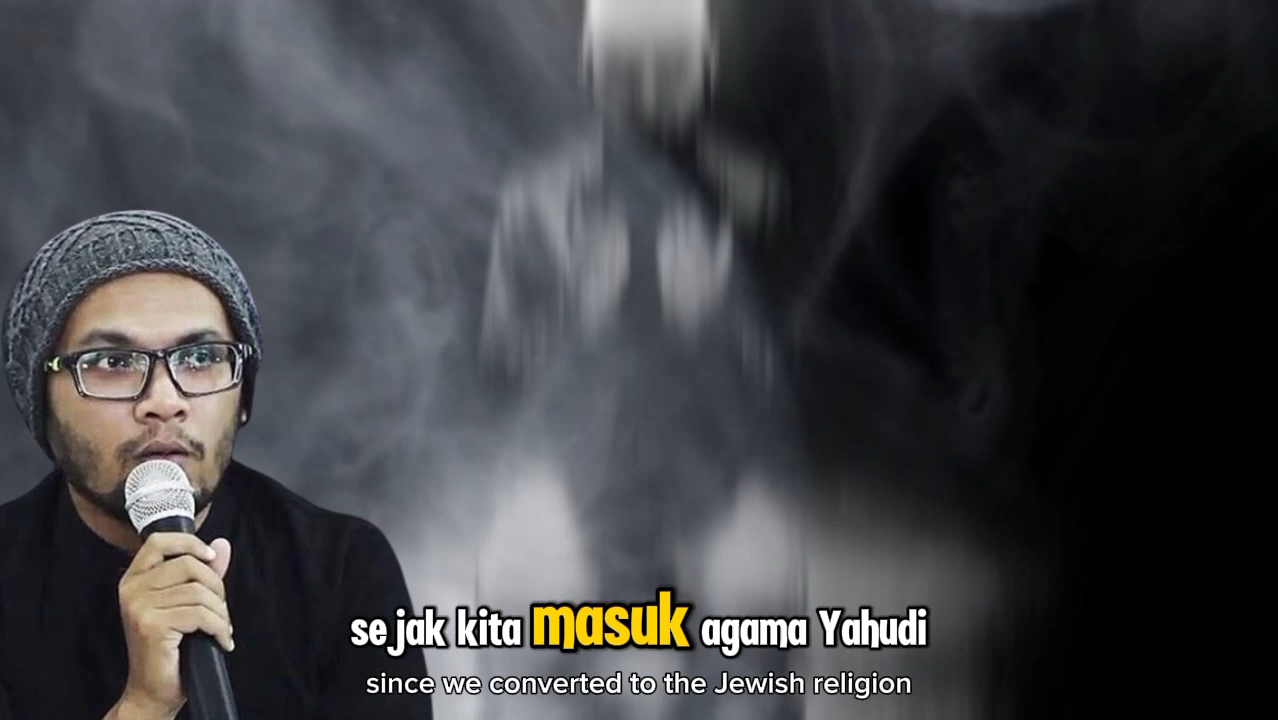 sejak kita masuk agama Yahudi
since we converted to the Jewish religion